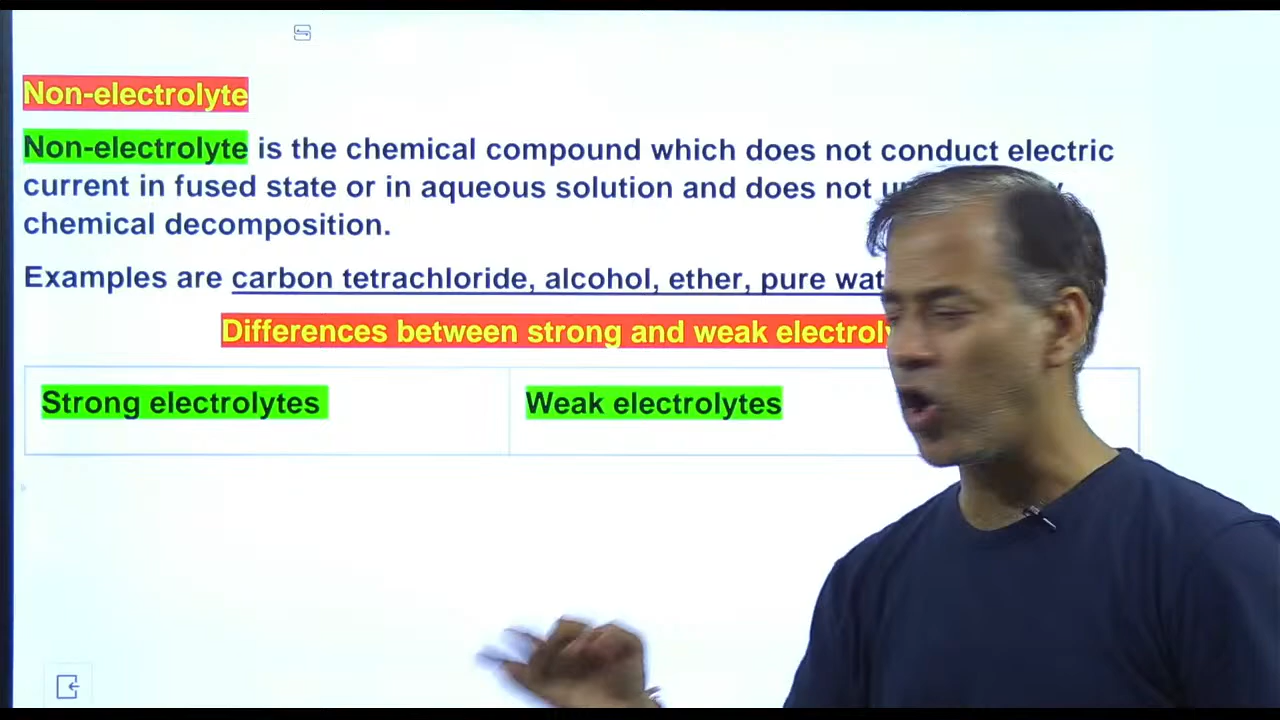 Non-electrolyte
Non-electrolyte is the chemical compound which does not conduct electric
current in fused state or in aqueous solution and does not
chemical decomposition.
Examples are carbon tetrachloride, alcohol, ether, pure
Differences between strong and weak
Strong electrolytes
Weak electrolytes